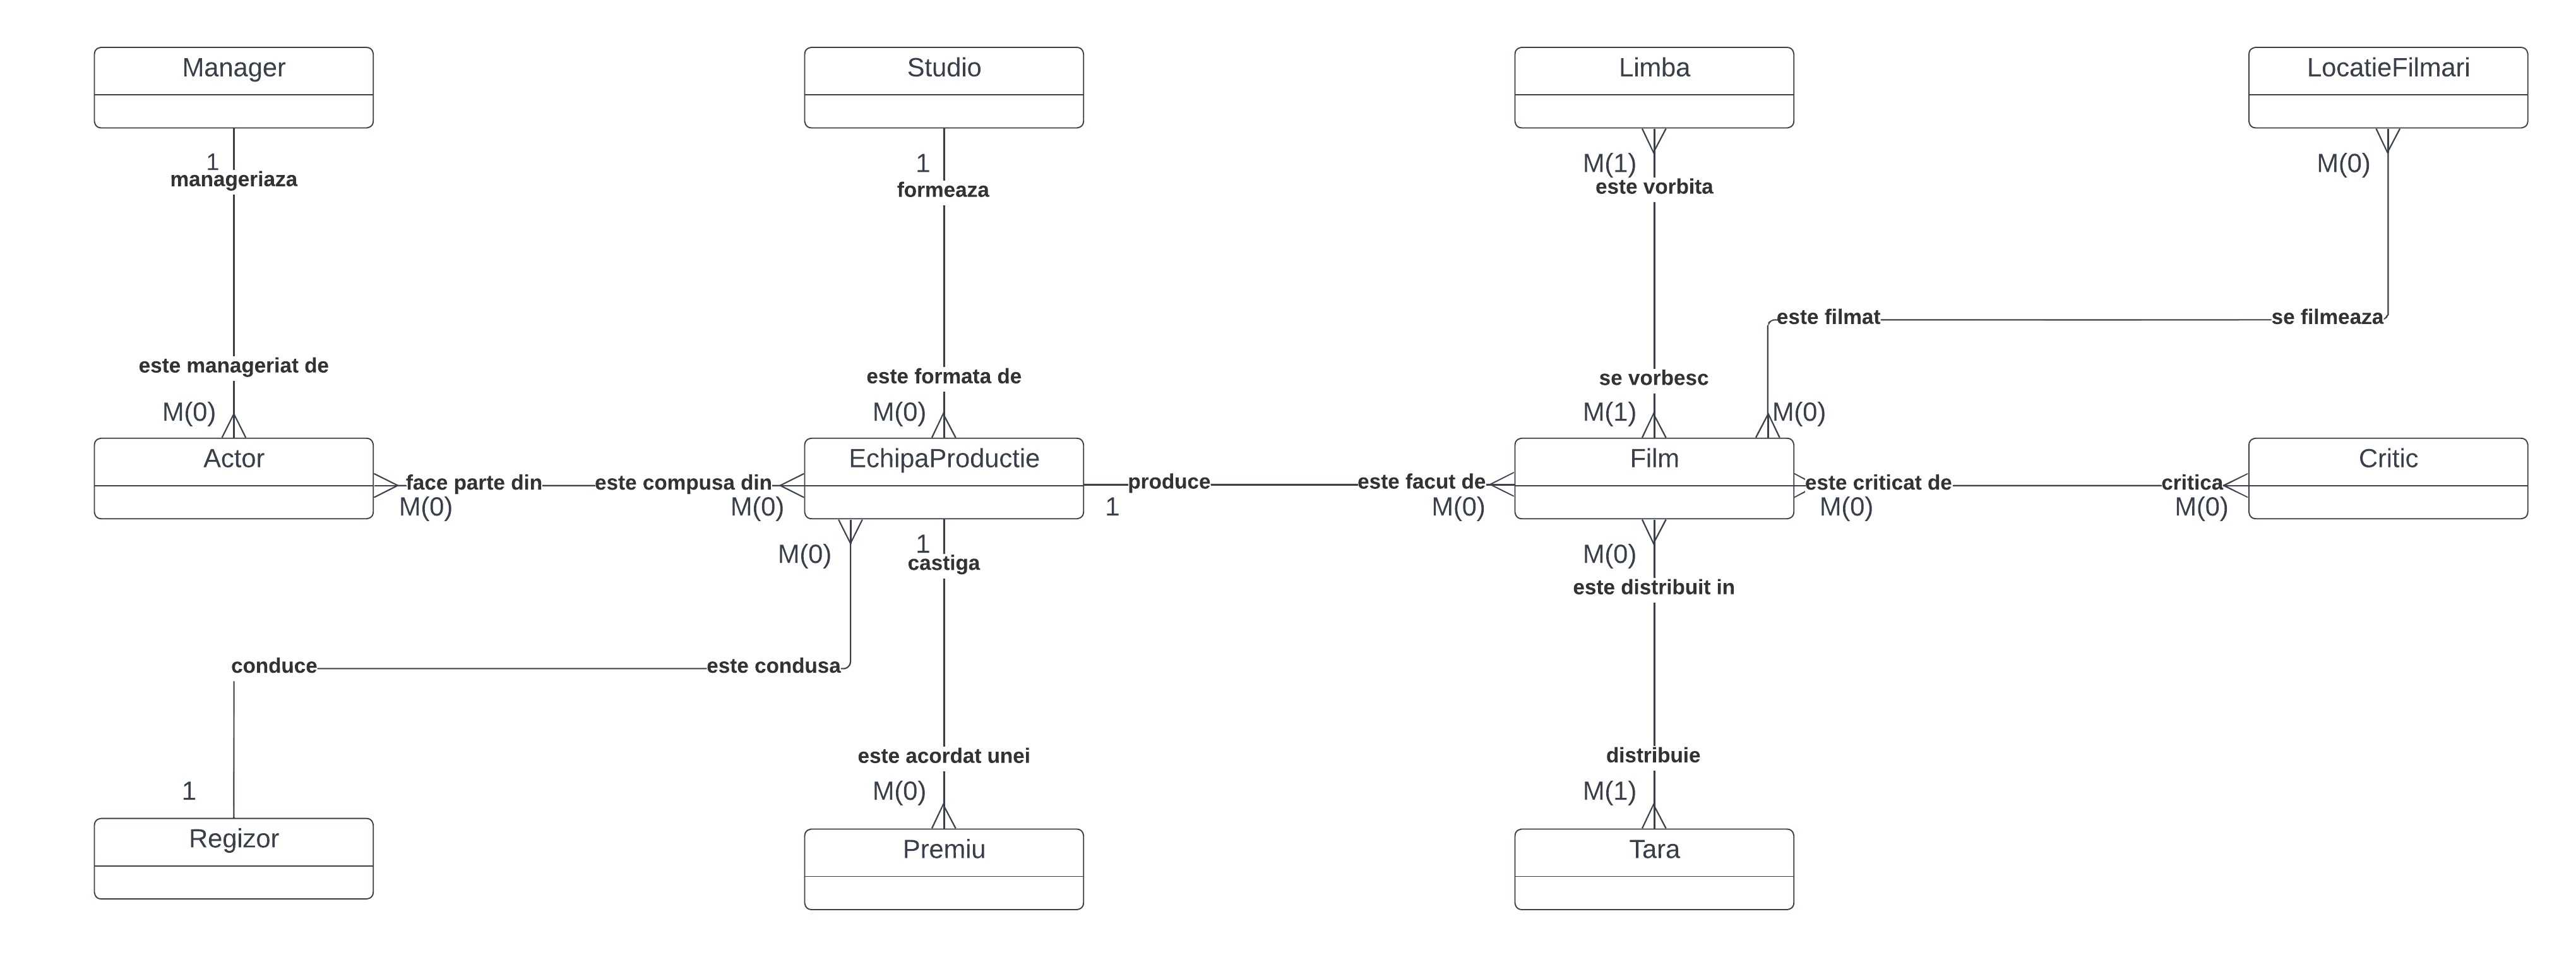 Manager
Studio
Limba
LocatieFilmari
1
manageriaza
1
formeaza
M(1)
este vorbita
M(0)
este filmat
se filmeaza
este manageriat de
este formata de
se vorbesc
M(0)
M(0)
M(1)
M(0)
Actor
EchipaProductie
Film
Critic
face parte din
este compusa din
produce
este facut de
este criticat de
critica
M(0)
M(0)
1
M(0)
M(0)
M(0)
M(0)
1
castiga
M(0)
este distribuit in
conduce
este condusa
este acordat unei
distribuie
1
M(0)
M(1)
Regizor
Premiu
Tara